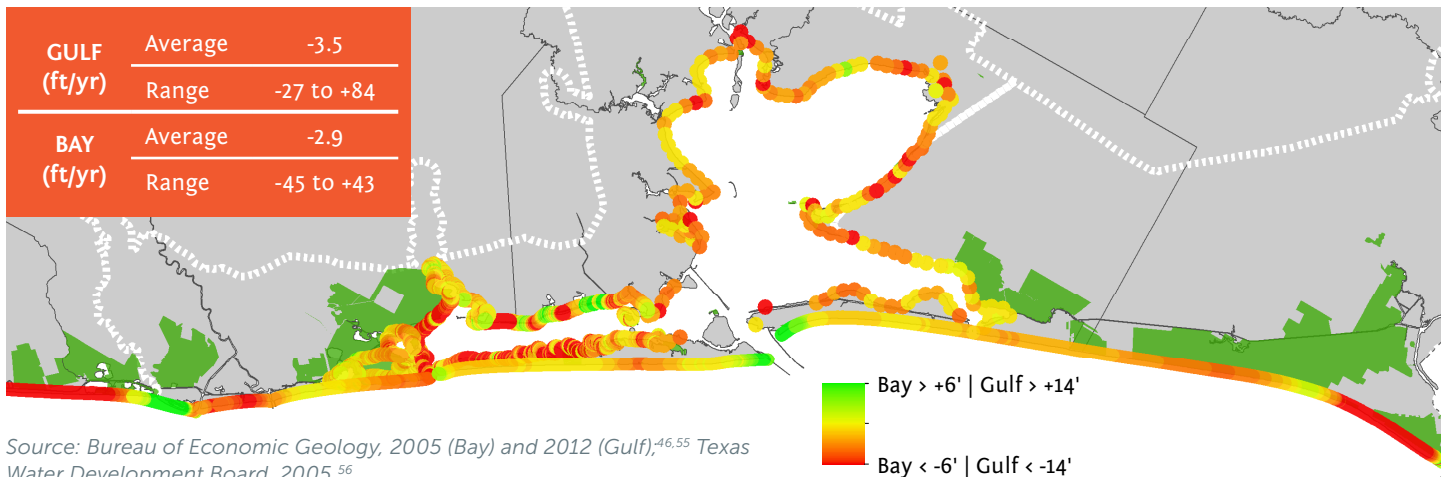 GULF
(ft/yr)
Average -3.5
Range -27 to +84
BAY
(ft/yr)
Average -2.9
Range -45 to +43
Bay > +6' | Gulf > +14'
Bay < -6' | Gulf < -14'
Source: Bureau of Economic Geology, 2005 (Bay) and 2012 (Gulf);46,55 Texas
Water Development Board, 2005.56